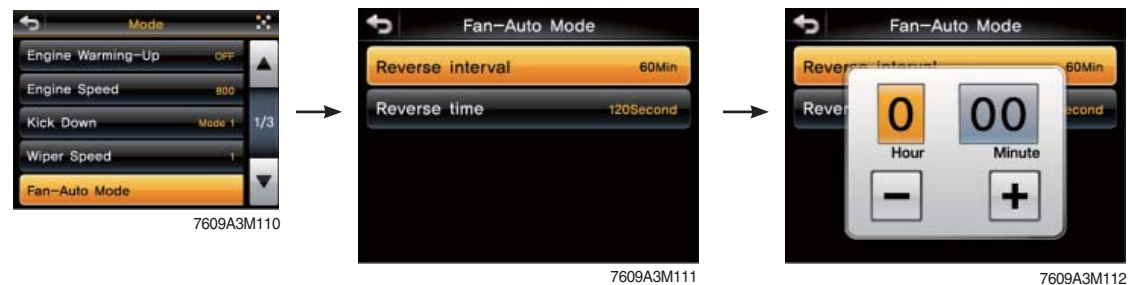 Mode
Engine Warming-Up OFF
Engine Speed 800
Kick Down Mode 1
1/3
Wiper Speed 1
Fan-Auto Mode
7609A3M110
Fan-Auto Mode
Reverse interval 60Min
Reverse time 120Second
7609A3M111
Fan-Auto Mode
60Min
0 00
Hour Minute
- +
7609A3M112